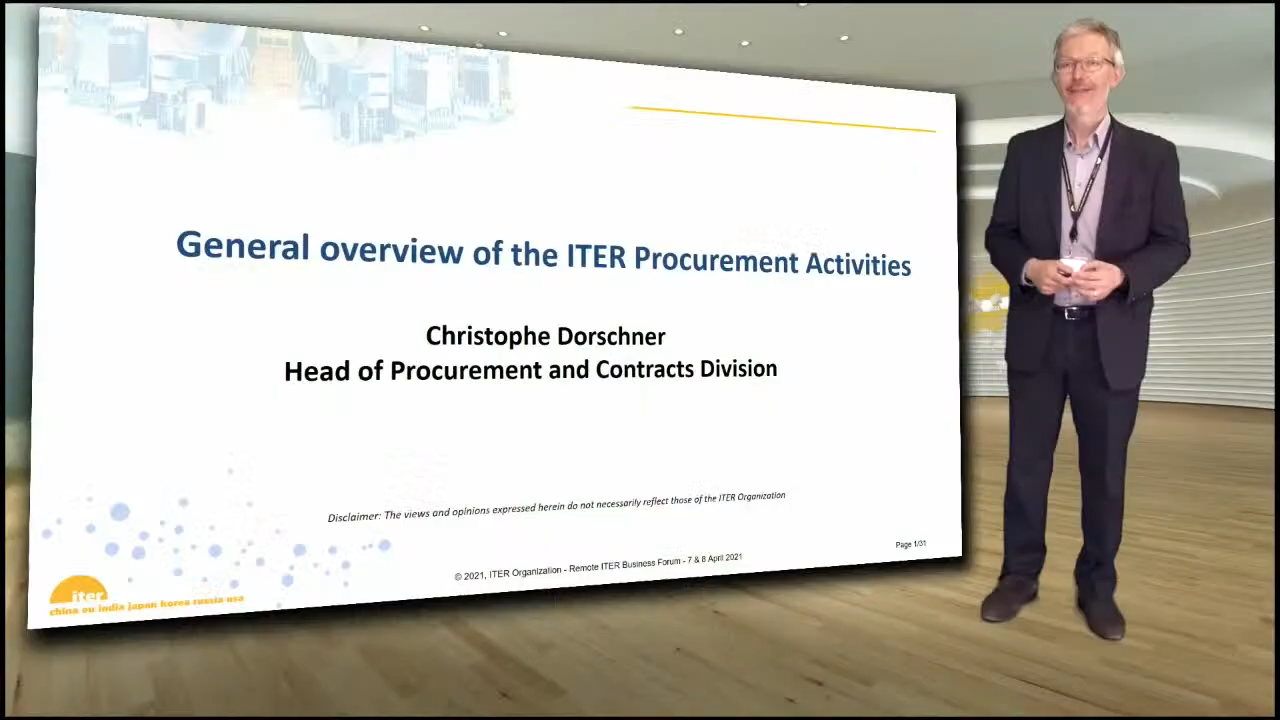 General overview of the ITER Procurement Activities
Christophe Dorschner
Head of Procurement and Contracts Division
Disclaimer: The views and opinions expressed herein do not necessarily reflect those of the ITER Organization
Page 1/31
© 2021, ITER Organization - Remote ITER Business Forum - 7 & 8 April 2021
iter
china eu india japan korea russia usa